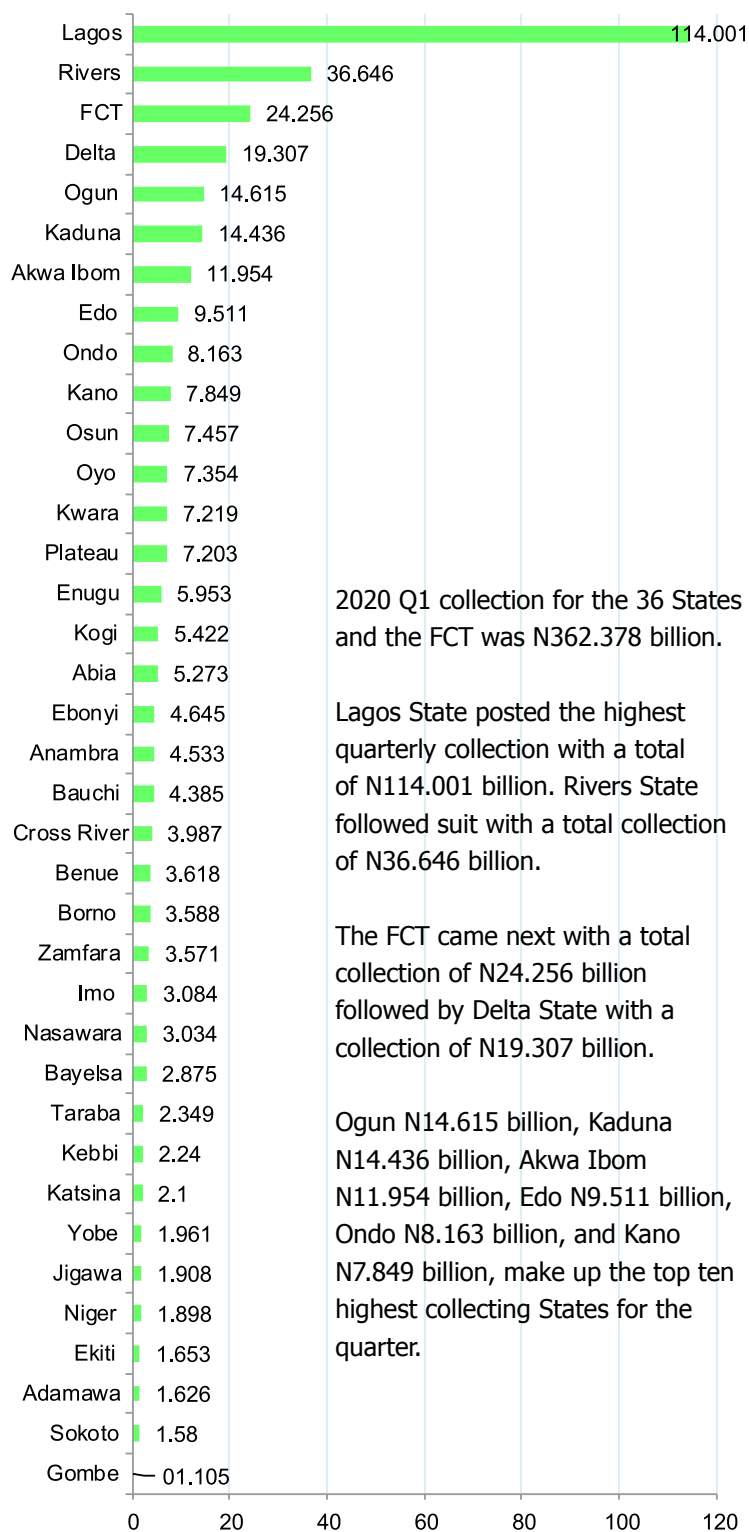 Lagos 114.001
Rivers 36.646
FCT 24.256
Delta 19.307
Ogun 14.615
Kaduna 14.436
Akwa Ibom 11.954
Edo 9.511
Ondo 8.163
Kano 7.849
Osun 7.457
Oyo 7.354
Kwara 7.219
Plateau 7.203
Enugu 5.953
Kogi 5.422
Abia 5.273
Ebonyi 4.645
Anambra 4.533
Bauchi 4.385
Cross River 3.987
Benue 3.618
Borno 3.588
Zamfara 3.571
Imo 3.084
Nasawara 3.034
Bayelsa 2.875
Taraba 2.349
Kebbi 2.24
Katsina 2.1
Yobe 1.961
Jigawa 1.908
Niger 1.898
Ekiti 1.653
Adamawa 1.626
Sokoto 1.58
Gombe 01.105
0 20 40 60 80 100 120
2020 Q1 collection for the 36 States
and the FCT was N362.378 billion.
Lagos State posted the highest
quarterly collection with a total
of N114.001 billion. Rivers State
followed suit with a total collection
of N36.646 billion.
The FCT came next with a total
collection of N24.256 billion
followed by Delta State with a
collection of N19.307 billion.
Ogun N14.615 billion, Kaduna
N14.436 billion, Akwa Ibom
N11.954 billion, Edo N9.511 billion,
Ondo N8.163 billion, and Kano
N7.849 billion, make up the top ten
highest collecting States for the
quarter.